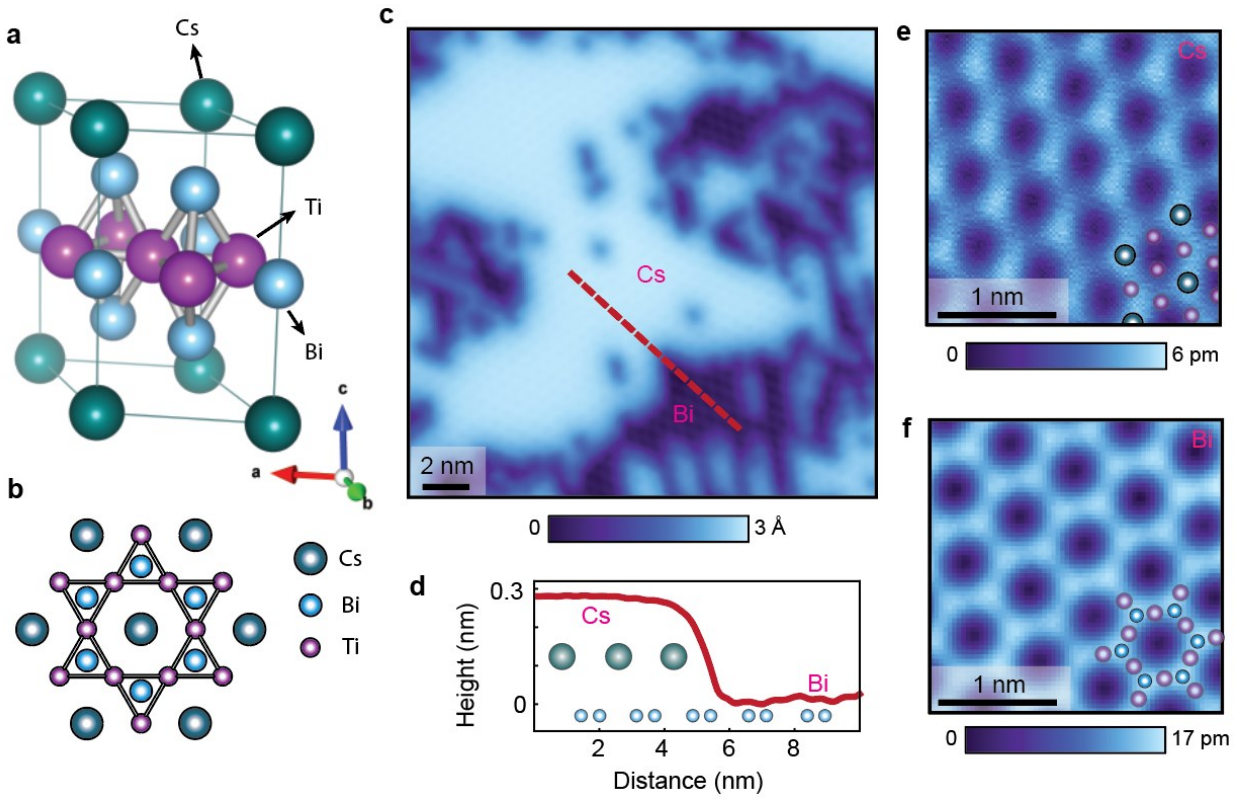 a
Cs
Ti
Bi
c
a
b
b
Cs
Bi
Ti
c
Cs
Bi
2 nm
0
3 Å
d
0.3
Height (nm)
0
Cs
Bi
2
4
6
8
Distance (nm)
e
Cs
1 nm
0
6 pm
f
Bi
1 nm
0
17 pm